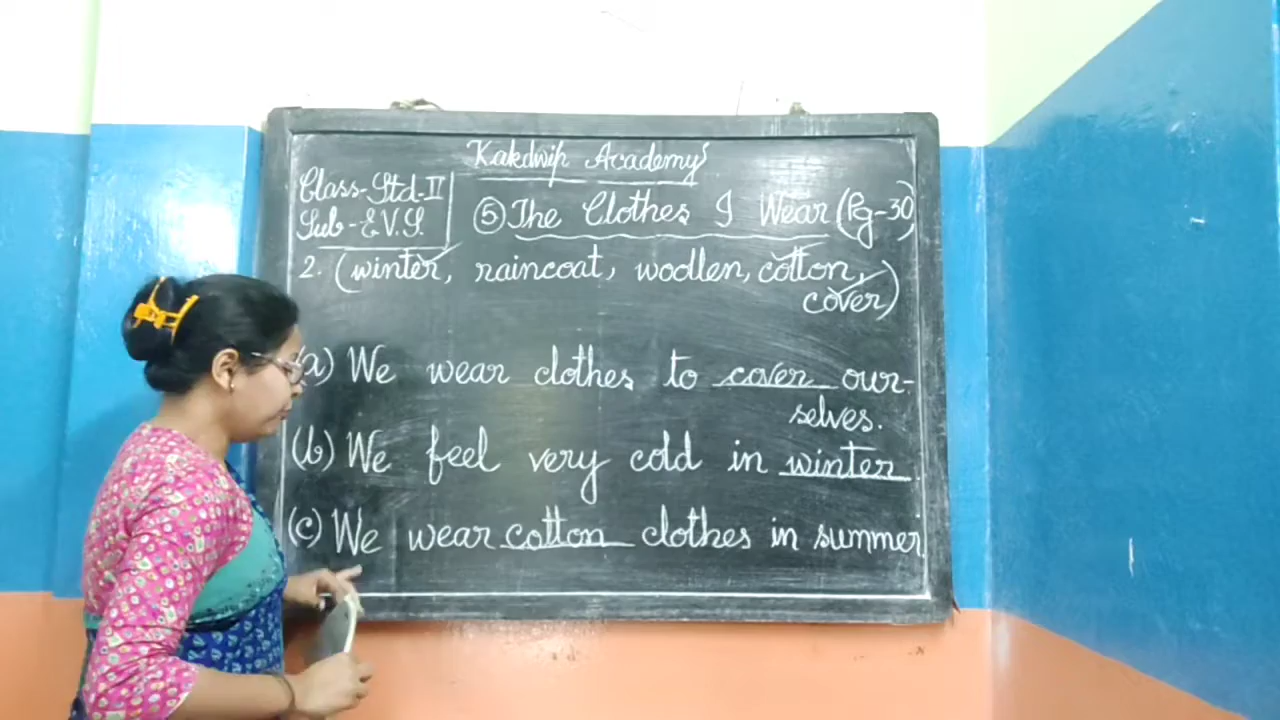 Kakdwip Academy
Class-Std-II
Sub-E.V.S.
⑤ The Clothes I Wear (Pg-30)
2. (winter, raincoat, woollen, cotton,
cover)
(a) We wear clothes to cover our-
selves.
(b) We feel very cold in winter.
(c) We wear cotton clothes in summer.